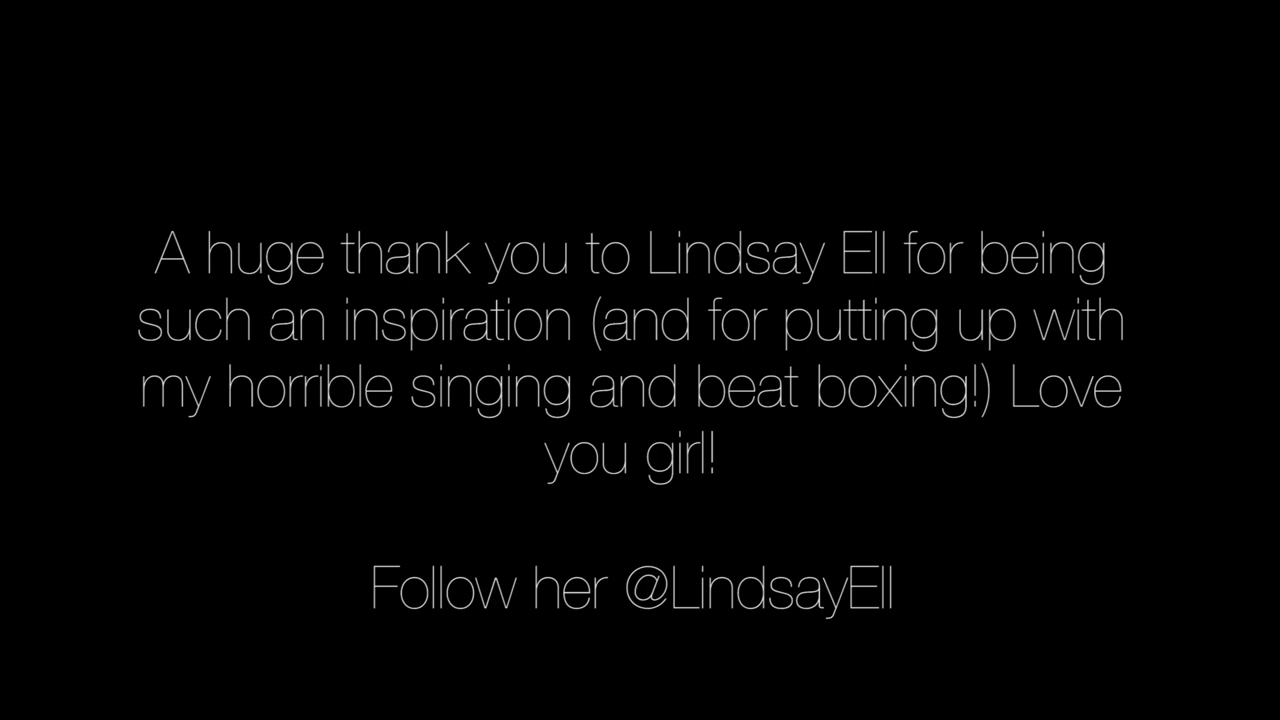 A huge thank you to Lindsay Ell for being
such an inspiration (and for putting up with
my horrible singing and beat boxing!) Love
you girl!
Follow her @LindsayEll